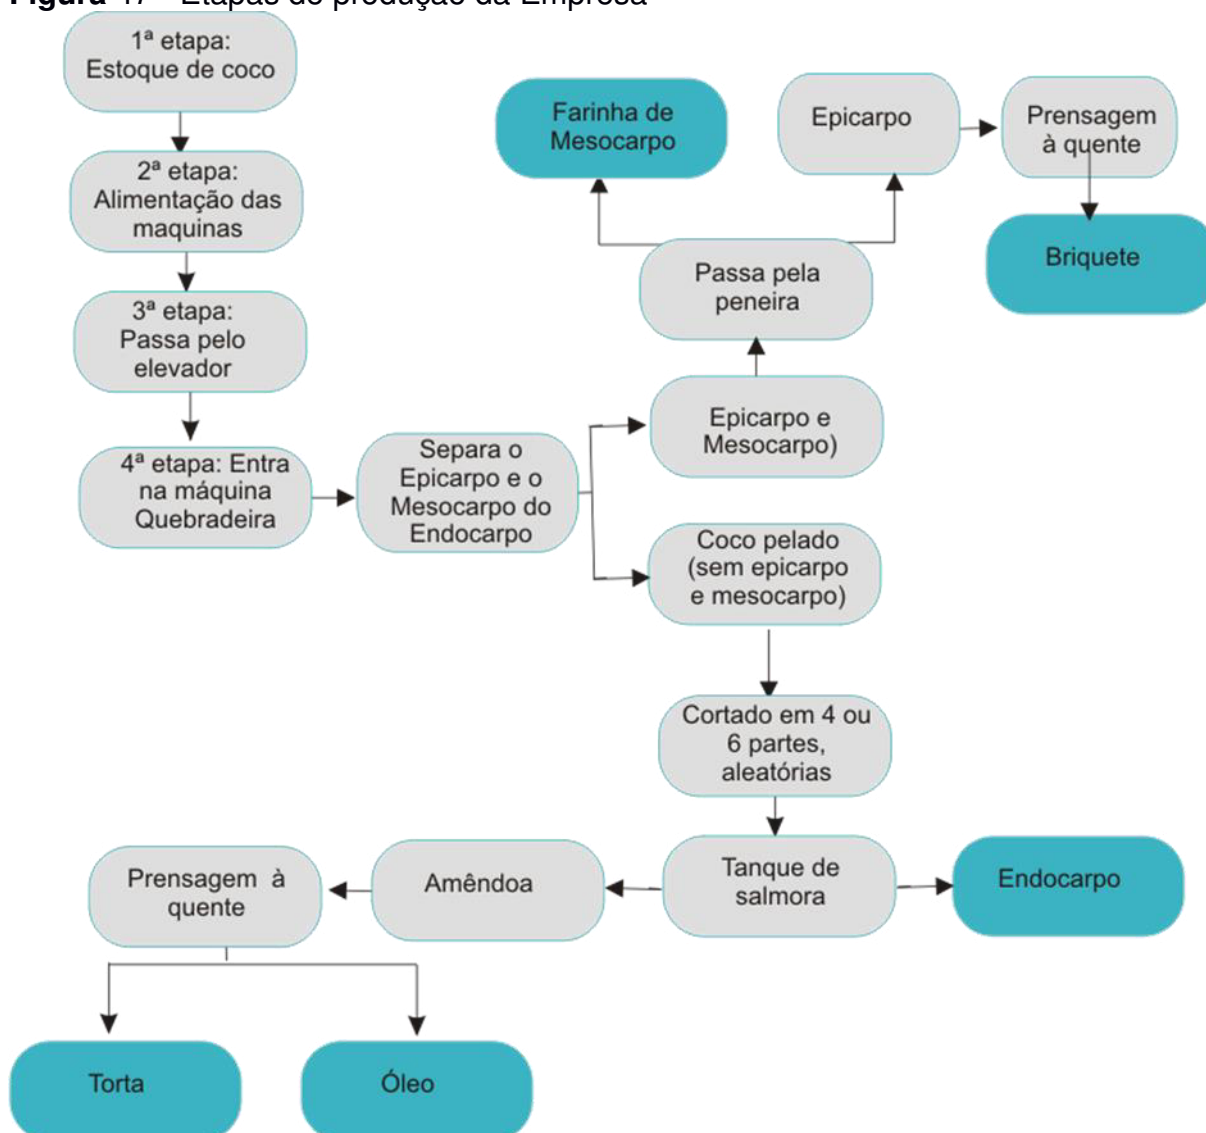 1ª etapa:
Estoque de coco
2ª etapa:
Alimentação das
maquinas
3ª etapa:
Passa pelo
elevador
4ª etapa: Entra
na máquina
Quebradeira
Separa o
Epicarpo e o
Mesocarpo do
Endocarpo
Epicarpo e
Mesocarpo)
Passa pela
peneira
Farinha de
Mesocarpo
Epicarpo
Prensagem
à quente
Briquete
Coco pelado
(sem epicarpo
e mesocarpo)
Cortado em 4 ou
6 partes,
aleatórias
Tanque de
salmora
Endocarpo
Amêndoa
Prensagem à
quente
Torta
Óleo